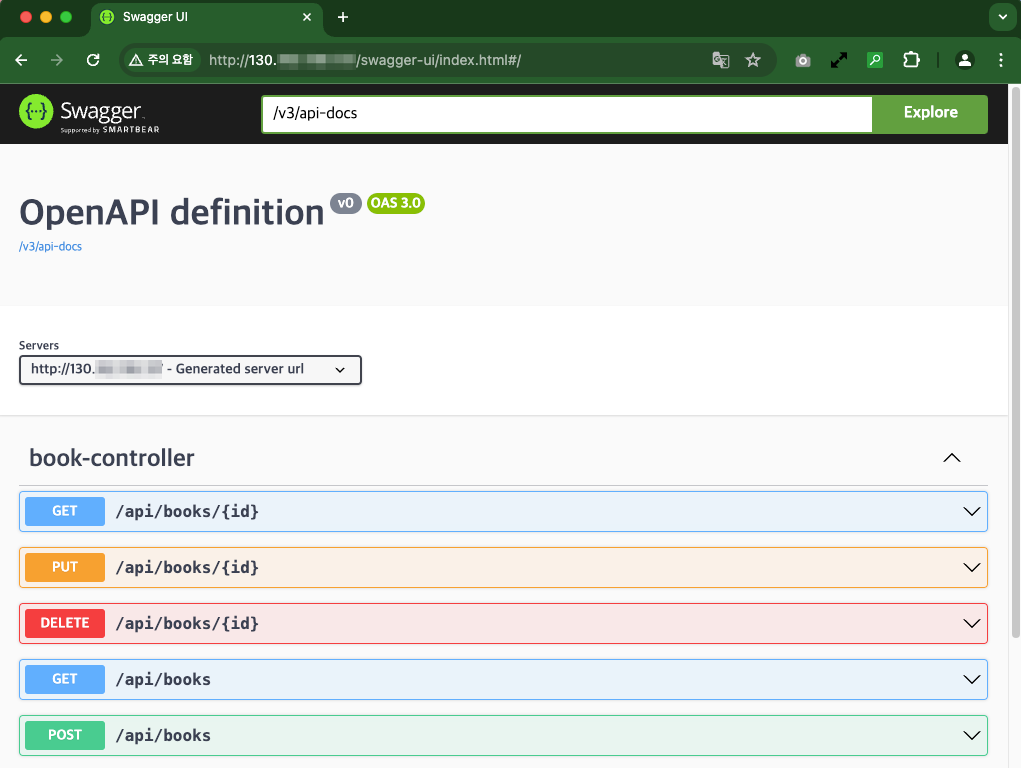 Swagger UI
주의 요함 http://130. /swagger-ui/index.html#/
Swagger
Supported by SMARTBEAR
/v3/api-docs
Explore
OpenAPI definition v0 OAS 3.0
/v3/api-docs
Servers
http://130. - Generated server url
book-controller
GET /api/books/{id}
PUT /api/books/{id}
DELETE /api/books/{id}
GET /api/books
POST /api/books